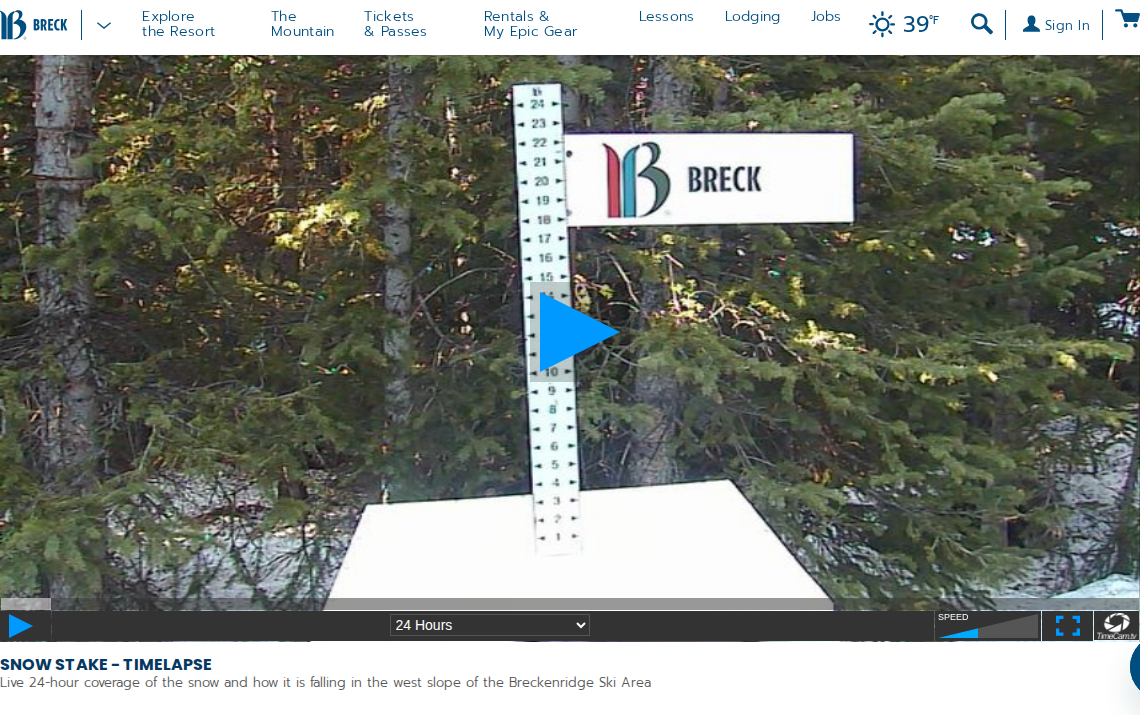 BRECK
Explore
the Resort
The
Mountain
Tickets
& Passes
Rentals &
My Epic Gear
Lessons
Lodging
Jobs
39°F
Sign In
24
23
22
21
20
19
18
17
16
15
14
10
9
8
7
6
5
4
3
2
1
BRECK
24 Hours
SPEED
TimeCam.tv
SNOW STAKE - TIMELAPSE
Live 24-hour coverage of the snow and how it is falling in the west slope of the Breckenridge Ski Area